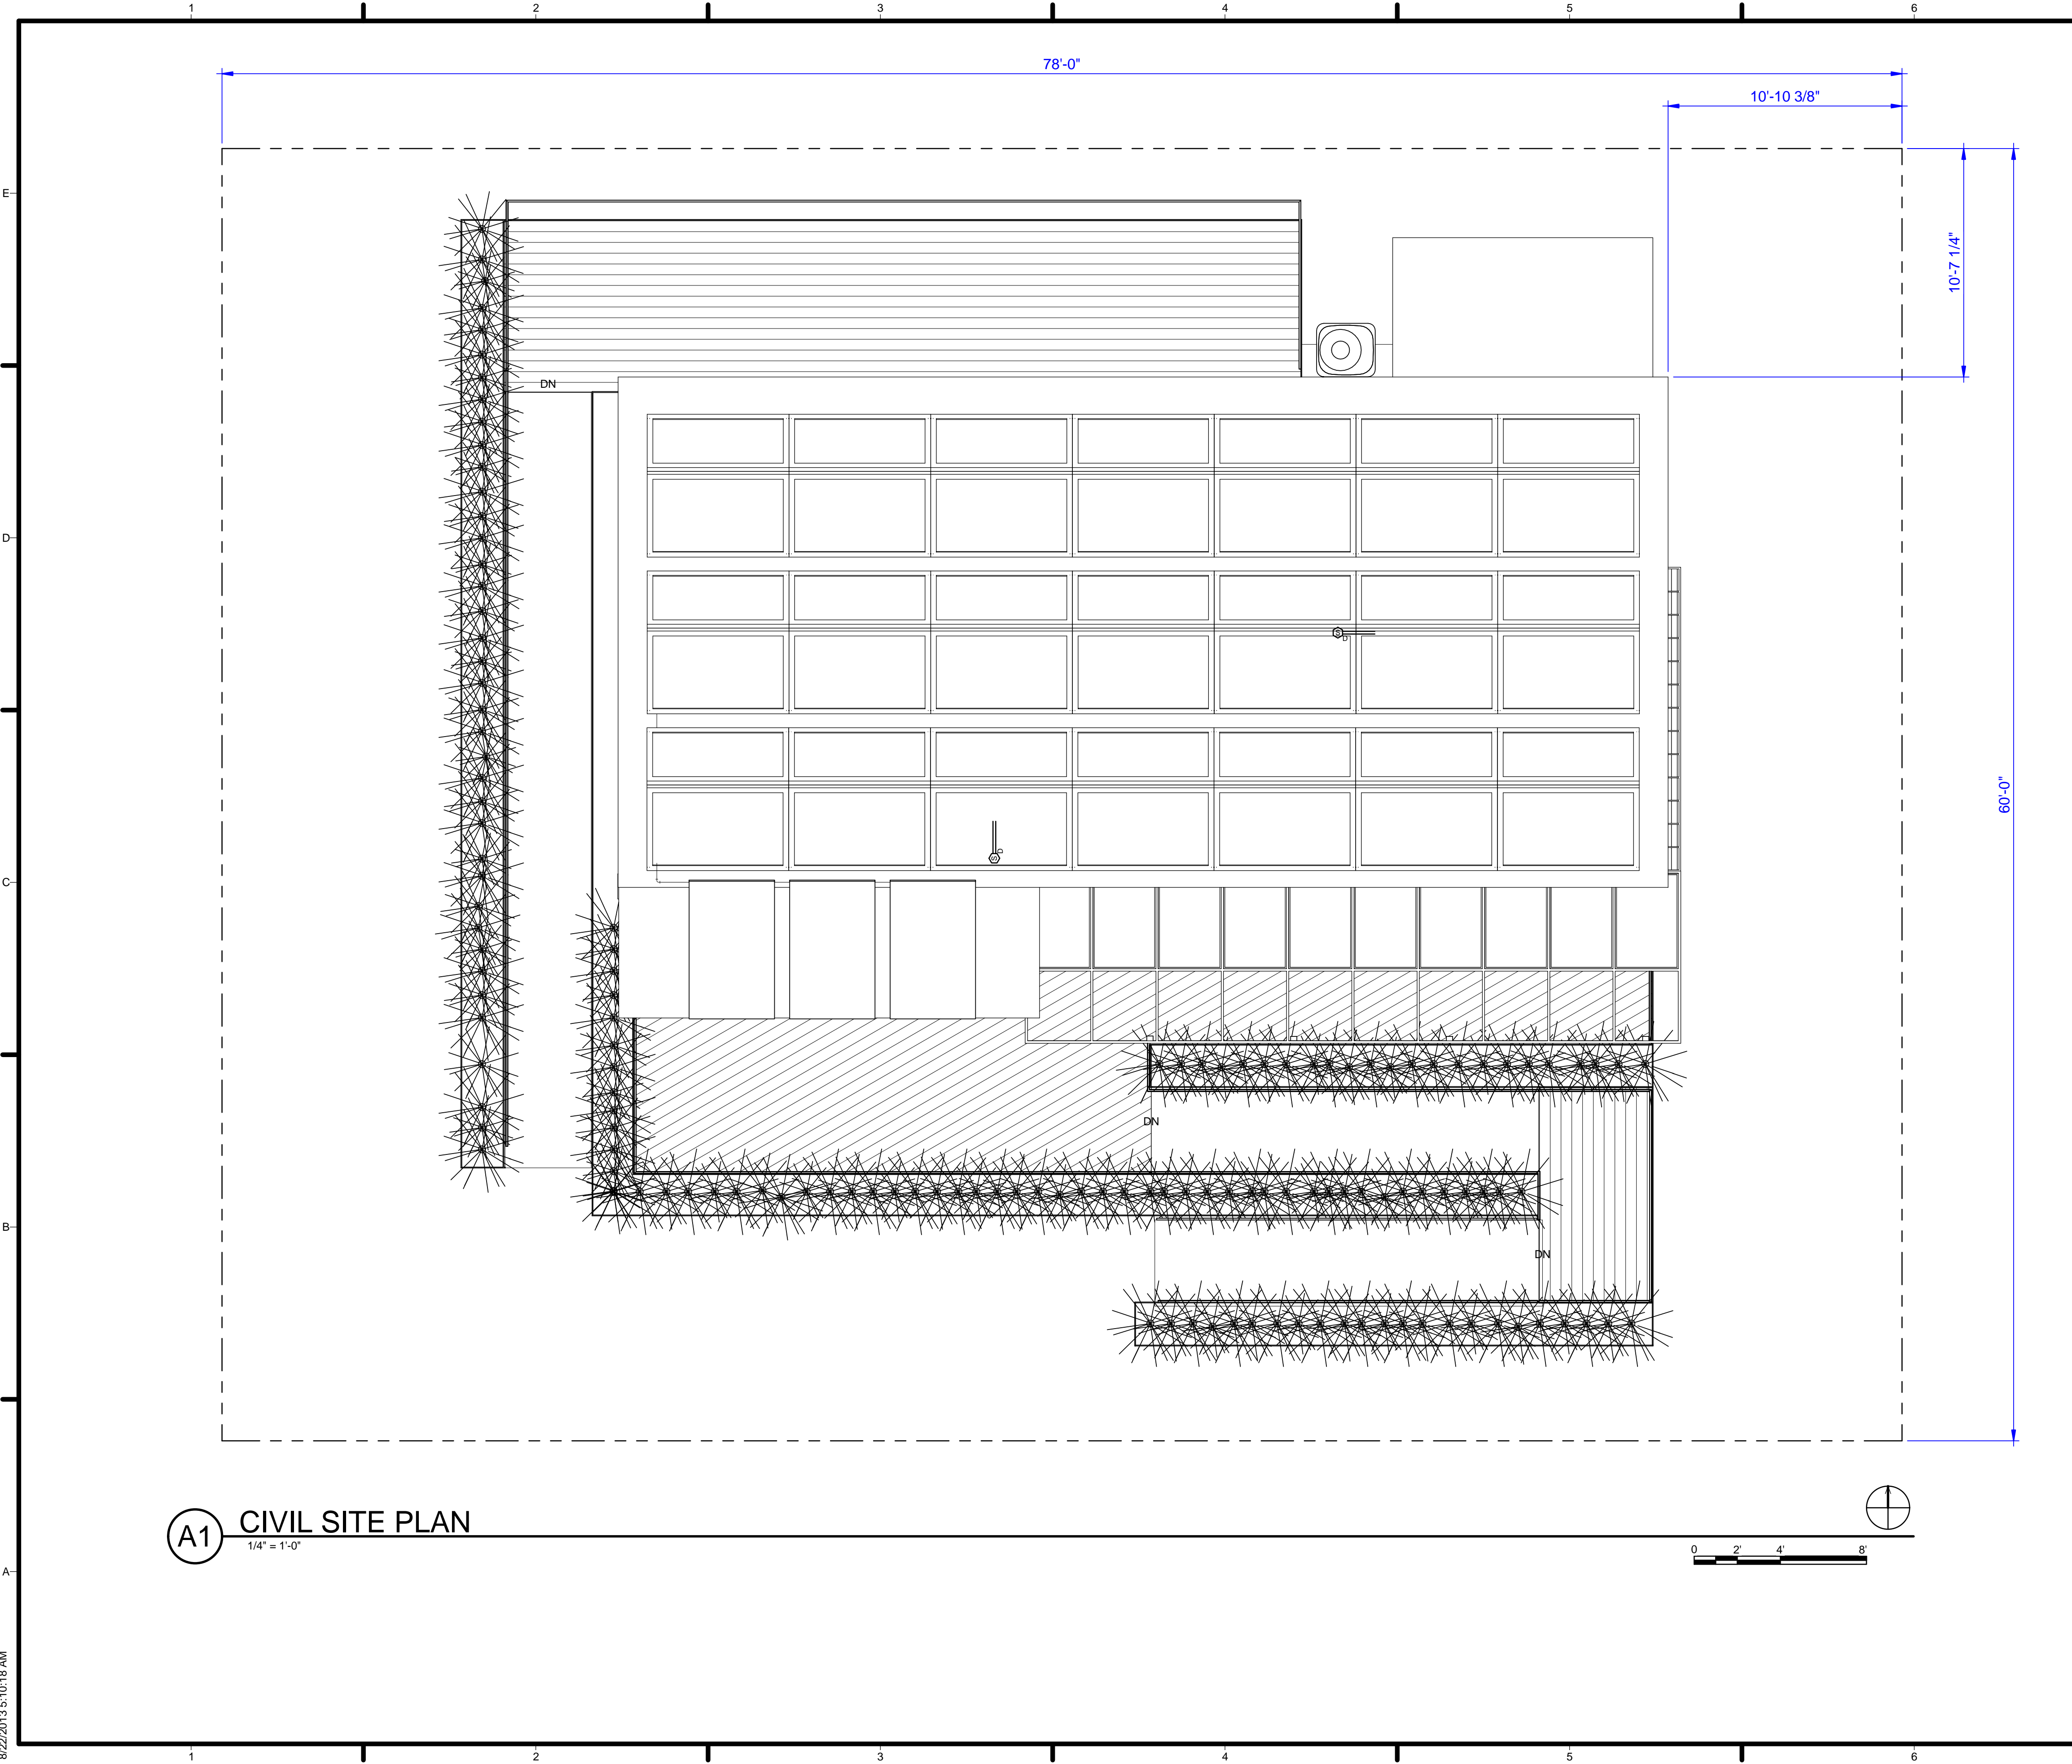 1 2 3 4 5 6
78'-0"
10'-10 3/8"
E
10'-7 1/4"
DN
D
S
D
60'-0"
S
D
C
DN
B
DN
A1
CIVIL SITE PLAN
1/4" = 1'-0"
0 2' 4' 8'
A
8/22/2013 5:10:18 AM
1 2 3 4 5 6